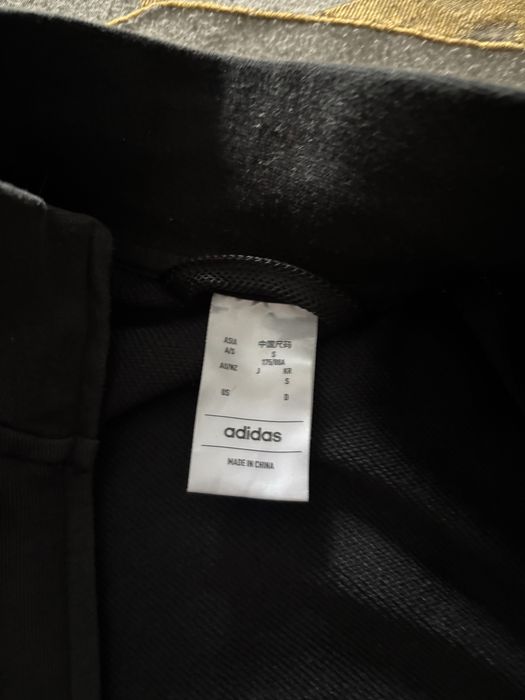 ASIA 中国尺码
A/S S
175/88A
AU/NZ J KR
S
US D
adidas
MADE IN CHINA